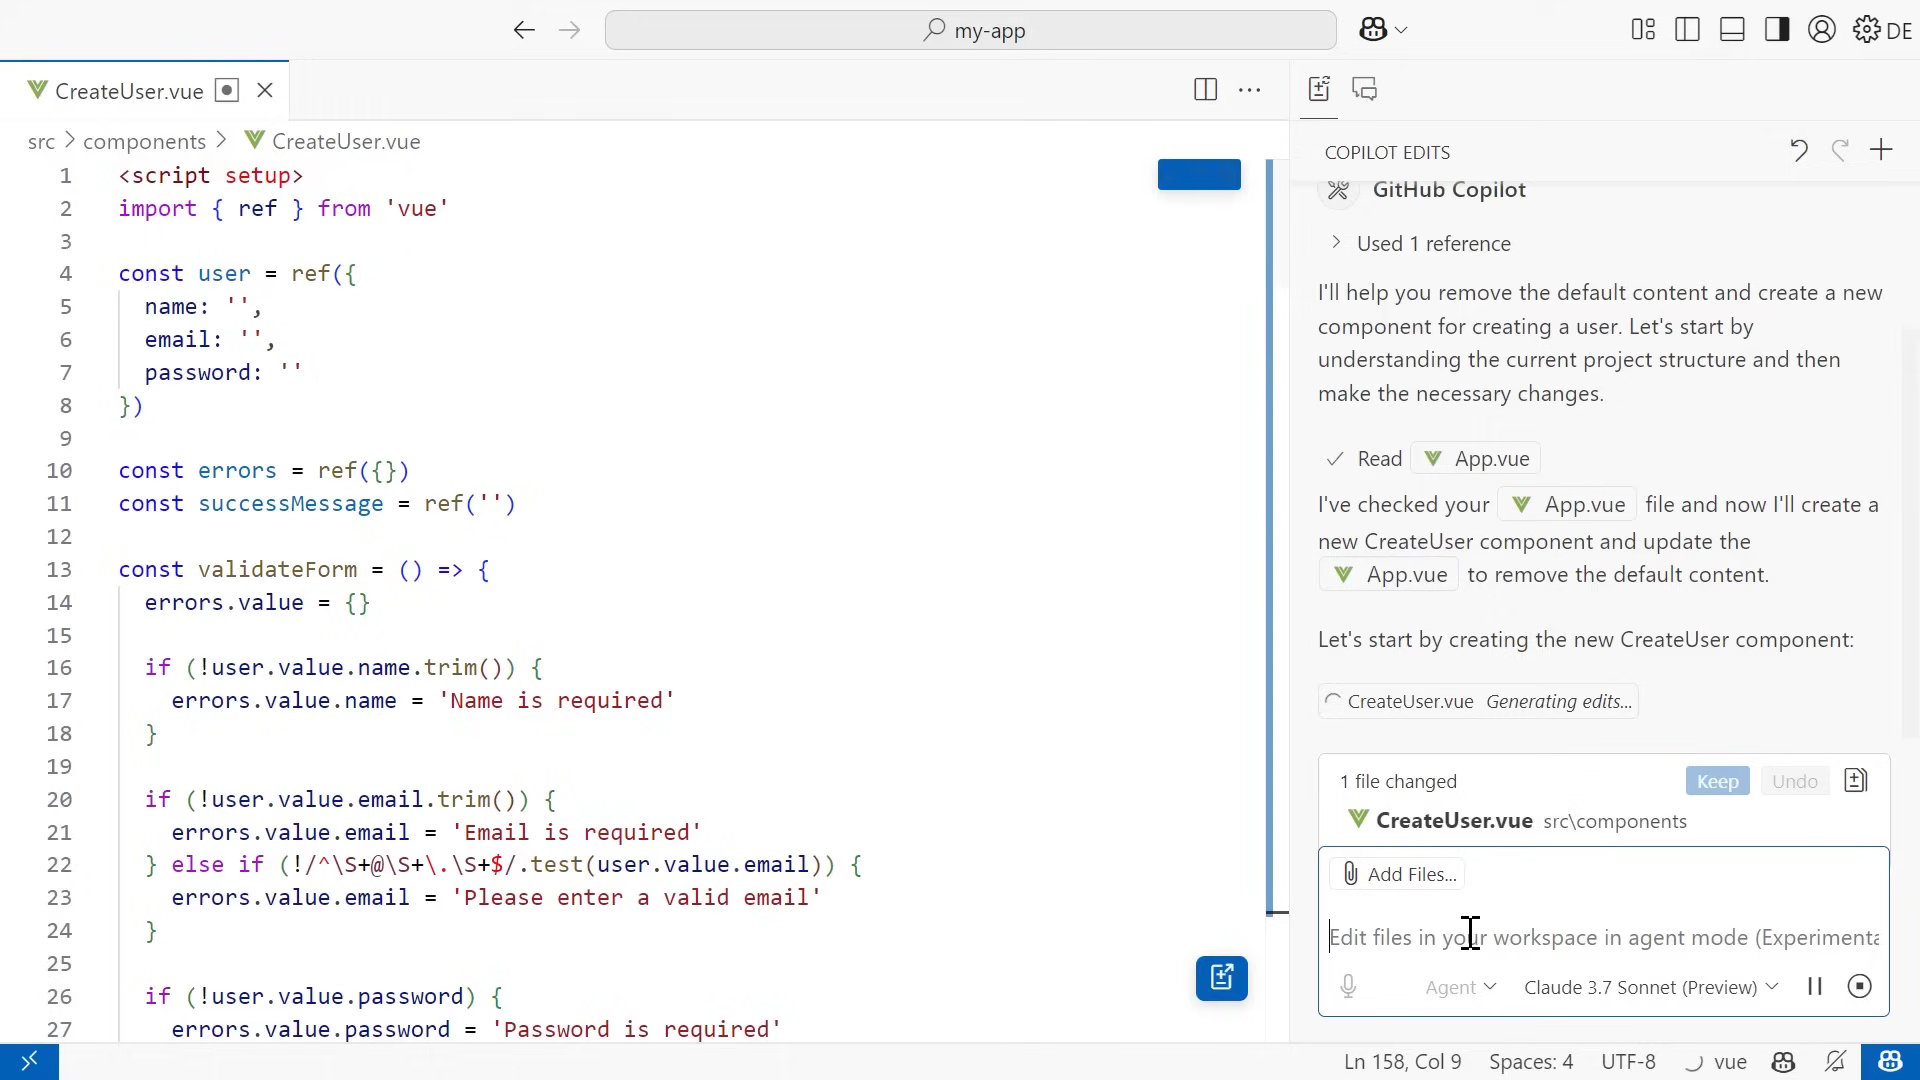 my-app
DE
CreateUser.vue
src > components > CreateUser.vue
1 <script setup>
2 import { ref } from 'vue'
3
4 const user = ref({
5 name: '',
6 email: '',
7 password: ''
8 })
9
10 const errors = ref({})
11 const successMessage = ref('')
12
13 const validateForm = () => {
14 errors.value = {}
15
16 if (!user.value.name.trim()) {
17 errors.value.name = 'Name is required'
18 }
19
20 if (!user.value.email.trim()) {
21 errors.value.email = 'Email is required'
22 } else if (!/^\S+@\S+\.\S+$/.test(user.value.email)) {
23 errors.value.email = 'Please enter a valid email'
24 }
25
26 if (!user.value.password) {
27 errors.value.password = 'Password is required'
COPILOT EDITS
GitHub Copilot
> Used 1 reference
I'll help you remove the default content and create a new
component for creating a user. Let's start by
understanding the current project structure and then
make the necessary changes.
Read App.vue
I've checked your App.vue file and now I'll create a
new CreateUser component and update the
App.vue to remove the default content.
Let's start by creating the new CreateUser component:
CreateUser.vue Generating edits...
1 file changed Keep Undo
CreateUser.vue src\components
Add Files...
Edit files in your workspace in agent mode (Experimenta
Agent Claude 3.7 Sonnet (Preview)
Ln 158, Col 9 Spaces: 4 UTF-8 vue